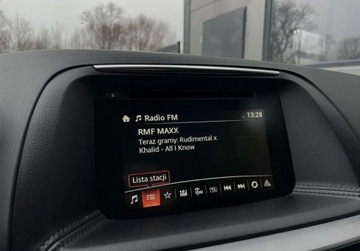 Radio FM
13:28
RMF MAXX
Teraz gramy: Rudimental x
Khalid - All I Know
Lista stacji